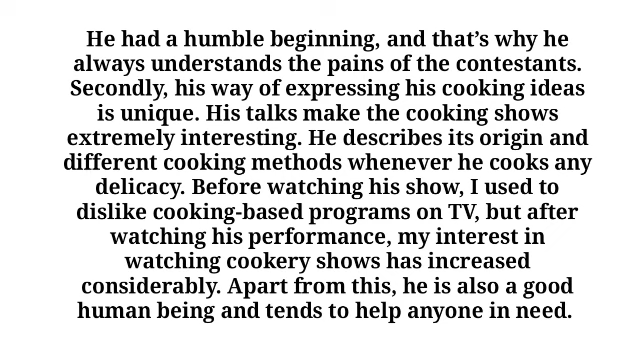 He had a humble beginning, and that’s why he
always understands the pains of the contestants.
Secondly, his way of expressing his cooking ideas
is unique. His talks make the cooking shows
extremely interesting. He describes its origin and
different cooking methods whenever he cooks any
delicacy. Before watching his show, I used to
dislike cooking-based programs on TV, but after
watching his performance, my interest in
watching cookery shows has increased
considerably. Apart from this, he is also a good
human being and tends to help anyone in need.